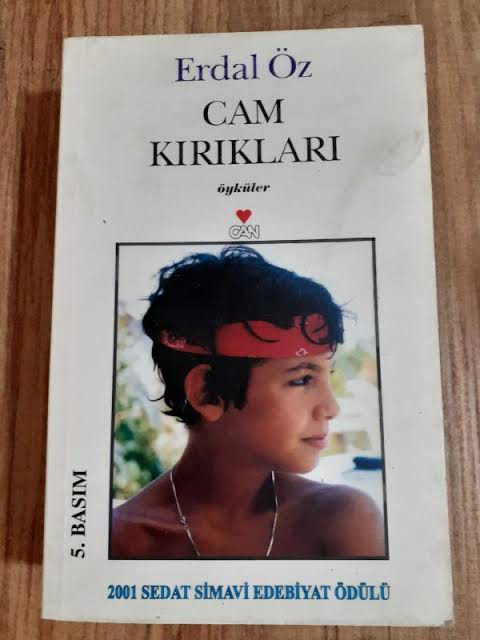 Erdal Öz
CAM
KIRIKLARI
öyküler
CAN
5. BASIM
2001 SEDAT SİMAVİ EDEBİYAT ÖDÜLÜ